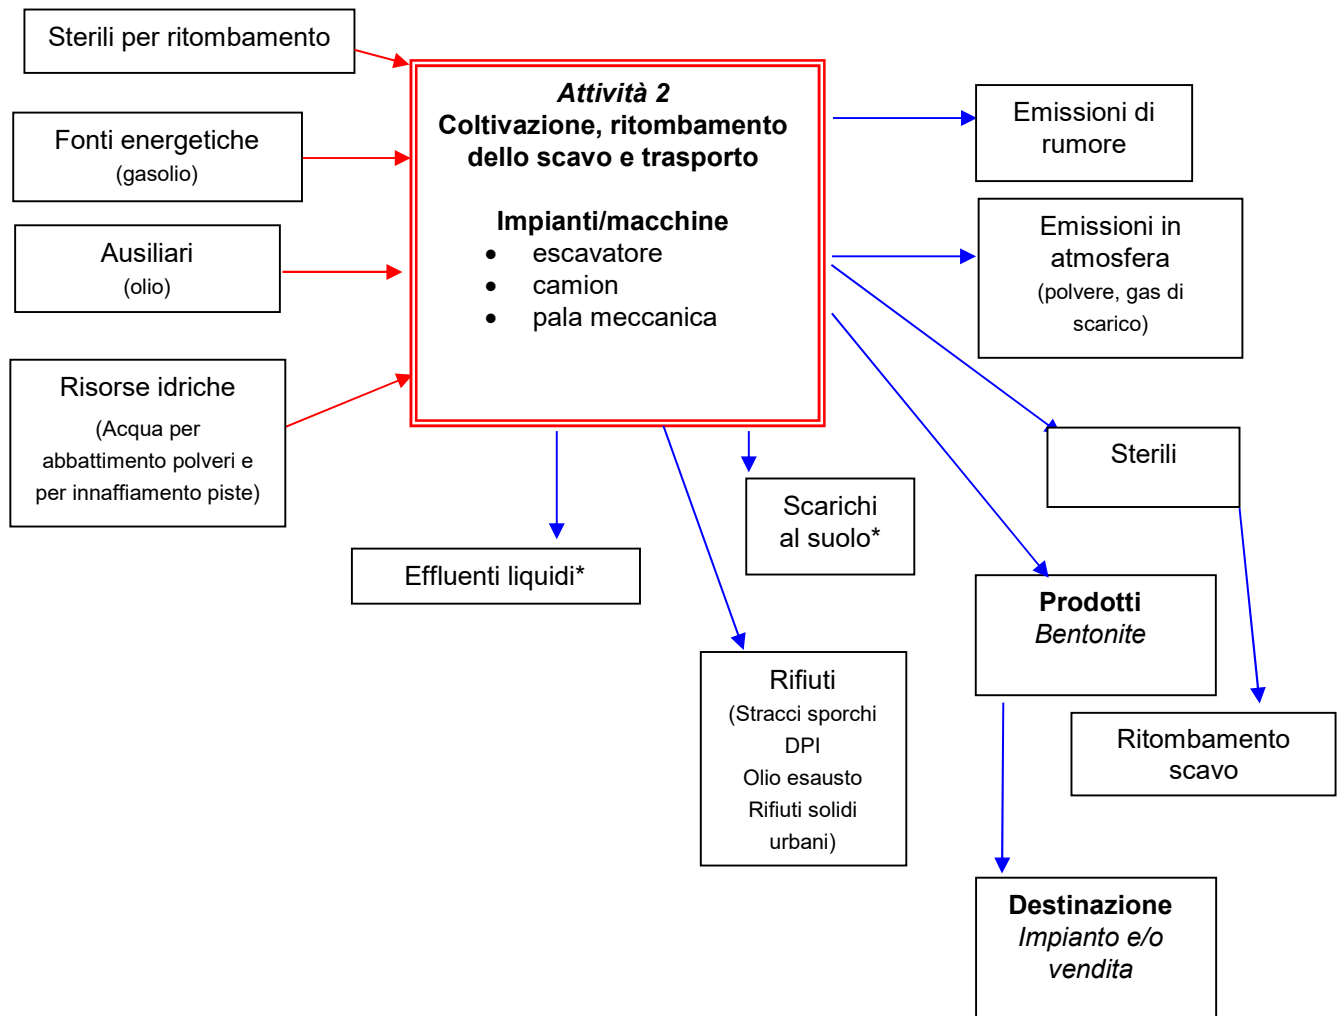 Sterili per ritombamento
Fonti energetiche
(gasolio)
Ausiliari
(olio)
Risorse idriche
(Acqua per
abbattimento polveri e
per innaffiamento piste)
Attività 2
Coltivazione, ritombamento
dello scavo e trasporto
Impianti/macchine
• escavatore
• camion
• pala meccanica
Emissioni di
rumore
Emissioni in
atmosfera
(polvere, gas di
scarico)
Sterili
Scarichi
al suolo*
Effluenti liquidi*
Prodotti
Bentonite
Rifiuti
(Stracci sporchi
DPI
Olio esausto
Rifiuti solidi
urbani)
Ritombamento
scavo
Destinazione
Impianto e/o
vendita